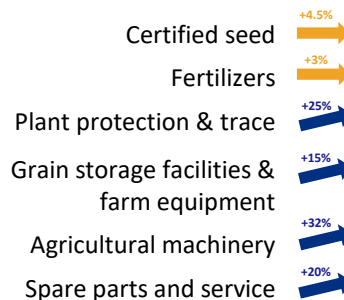 Certified seed +4.5%
Fertilizers +3%
Plant protection & trace +25%
Grain storage facilities & +15%
farm equipment
Agricultural machinery +32%
Spare parts and service +20%